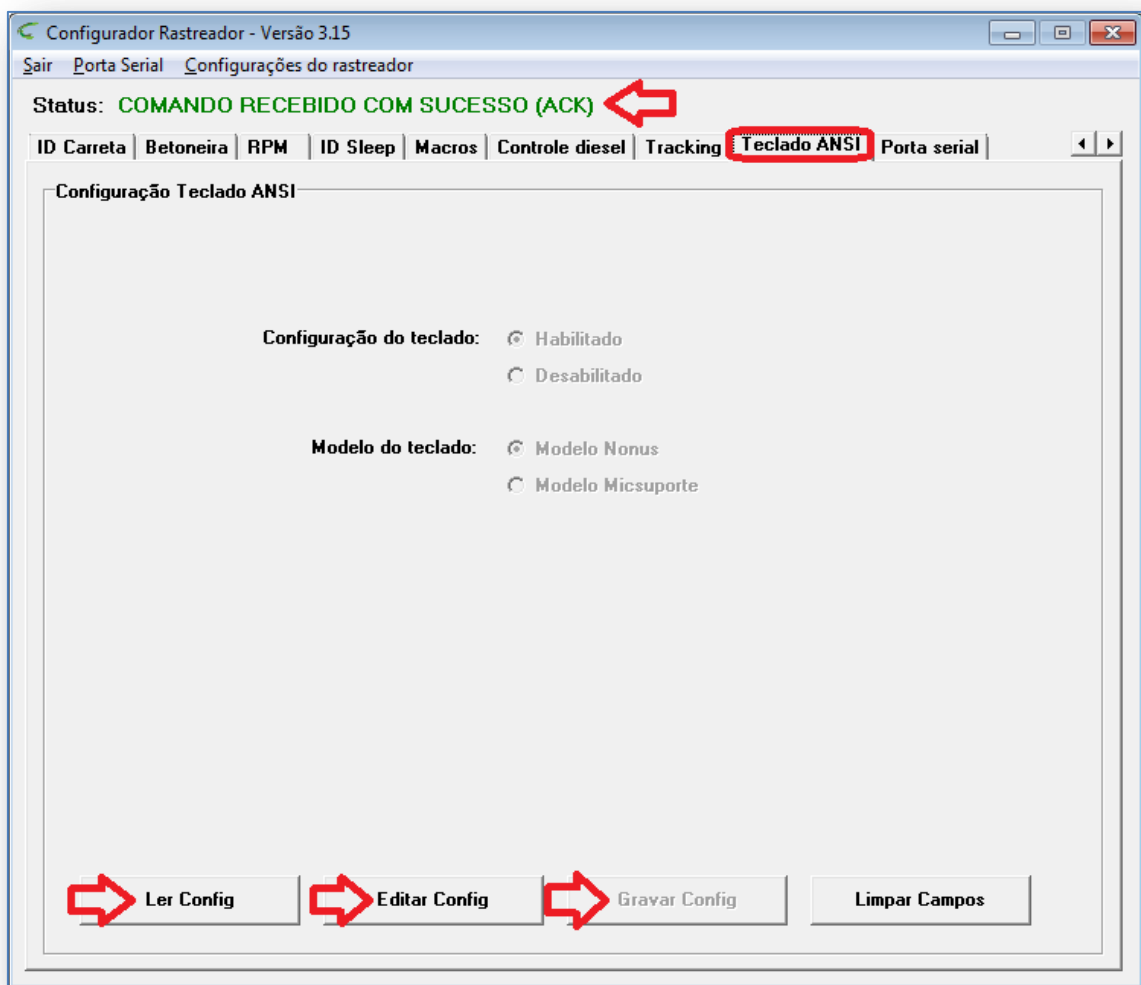 Configurador Rastreador - Versão 3.15
Sair Porta Serial Configurações do rastreador
Status: COMANDO RECEBIDO COM SUCESSO (ACK)
ID Carreta Betoneira RPM ID Sleep Macros Controle diesel Tracking Teclado ANSI Porta serial
Configuração Teclado ANSI
Configuração do teclado: Habilitado
Desabilitado
Modelo do teclado: Modelo Nonus
Modelo Micsuporte
Ler Config Editar Config Gravar Config Limpar Campos